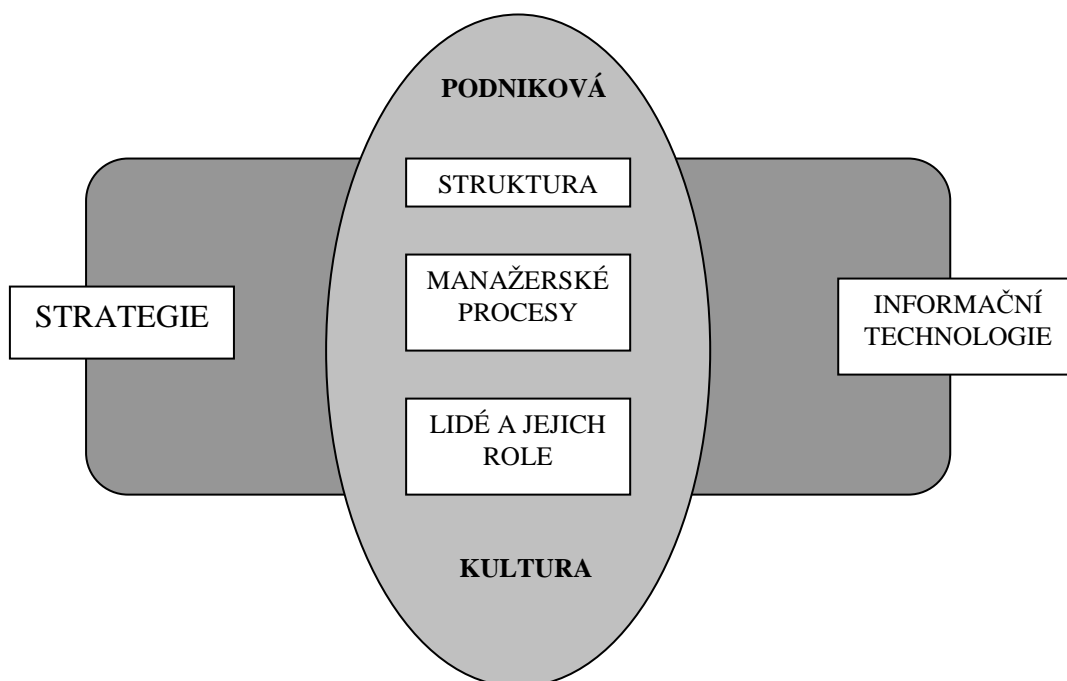 PODNIKOVÁ
STRUKTURA
MANAŽERSKÉ
PROCESY
STRATEGIE
INFORMAČNÍ
TECHNOLOGIE
LIDÉ A JEJICH
ROLE
KULTURA